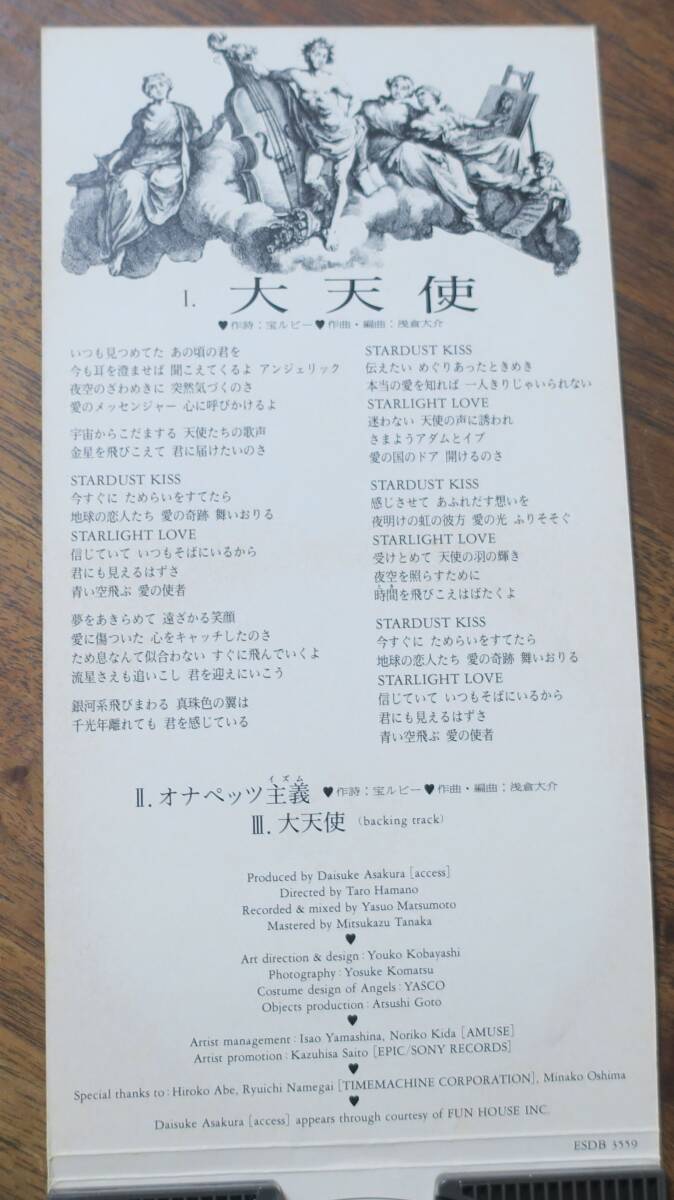 I. 大天使
♥作詩：宝ルビー♥作曲・編曲：浅倉大介
いつも見つめてた あの頃の君を
今も耳を澄ませば 聞こえてくるよ アンジェリック
夜空のざわめきに 突然気づくのさ
愛のメッセンジャー 心に呼びかけるよ
宇宙からこだまする 天使たちの歌声
金星を飛びこえて 君に届けたいのさ
STARDUST KISS
今すぐに ためらいをすてたら
地球の恋人たち 愛の奇跡 舞いおりる
STARLIGHT LOVE
信じていて いつもそばにいるから
君にも見えるはずさ
青い空飛ぶ 愛の使者
夢をあきらめて 遠ざかる笑顔
愛に傷ついた 心をキャッチしたのさ
ため息なんて似合わない すぐに飛んでいくよ
流星さえも追いこし 君を迎えにいこう
銀河系飛びまわる 真珠色の翼は
千光年離れても 君を感じている
STARDUST KISS
伝えたい めぐりあったときめき
本当の愛を知れば 一人きりじゃいられない
STARLIGHT LOVE
迷わない 天使の声に誘われ
さまようアダムとイブ
愛の国のドア 開けるのさ
STARDUST KISS
感じさせて あふれだす想いを
夜明けの虹の彼方 愛の光 ふりそそぐ
STARLIGHT LOVE
受けとめて 天使の羽の輝き
夜空を照らすために
時間を飛びこえはばたくよ
STARDUST KISS
今すぐに ためらいをすてたら
地球の恋人たち 愛の奇跡 舞いおりる
STARLIGHT LOVE
信じていて いつもそばにいるから
君にも見えるはずさ
青い空飛ぶ 愛の使者
イズム
II. オナペッツ主義 ♥作詩：宝ルビー♥作曲・編曲：浅倉大介
III. 大天使 (backing track)
Produced by Daisuke Asakura [access]
Directed by Taro Hamano
Recorded & mixed by Yasuo Matsumoto
Mastered by Mitsukazu Tanaka
♥
Art direction & design : Youko Kobayashi
Photography : Yosuke Komatsu
Costume design of Angels : YASCO
Objects production : Atsushi Goto
♥
Artist management : Isao Yamashina, Noriko Kida [AMUSE]
Artist promotion : Kazuhisa Saito [EPIC/SONY RECORDS]
♥
Special thanks to : Hiroko Abe, Ryuichi Namegai [TIMEMACHINE CORPORATION], Minako Oshima
♥
Daisuke Asakura [access] appears through courtesy of FUN HOUSE INC.
ESDB 3559